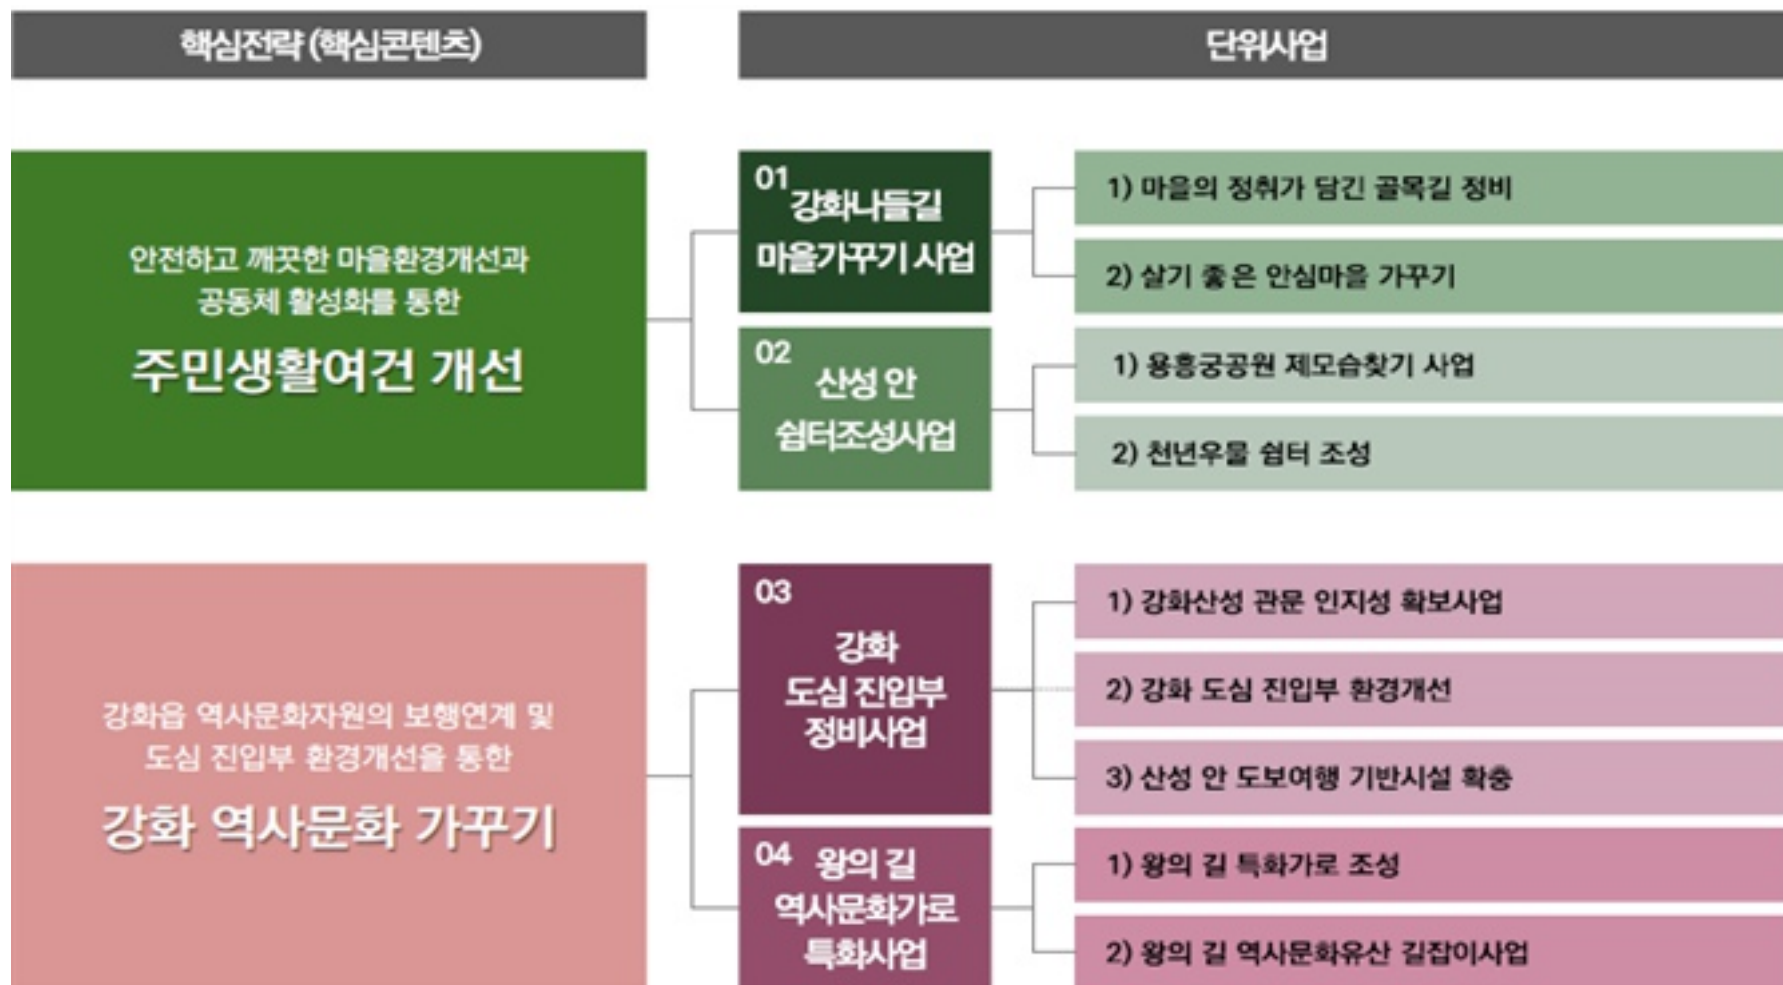 핵심전략 (핵심콘텐츠)
단위사업
안전하고 깨끗한 마을환경개선과
공동체 활성화를 통한
주민생활여건 개선
01
강화나들길
마을가꾸기 사업
1) 마을의 정취가 담긴 골목길 정비
2) 살기 좋은 안심마을 가꾸기
02
산성 안
쉼터조성사업
1) 용흥궁공원 제모습찾기 사업
2) 천년우물 쉼터 조성
강화읍 역사문화자원의 보행연계 및
도심 진입부 환경개선을 통한
강화 역사문화 가꾸기
03
강화
도심 진입부
정비사업
1) 강화산성 관문 인지성 확보사업
2) 강화 도심 진입부 환경개선
3) 산성 안 도보여행 기반시설 확충
04 왕의 길
역사문화가로
특화사업
1) 왕의 길 특화가로 조성
2) 왕의 길 역사문화유산 길잡이사업